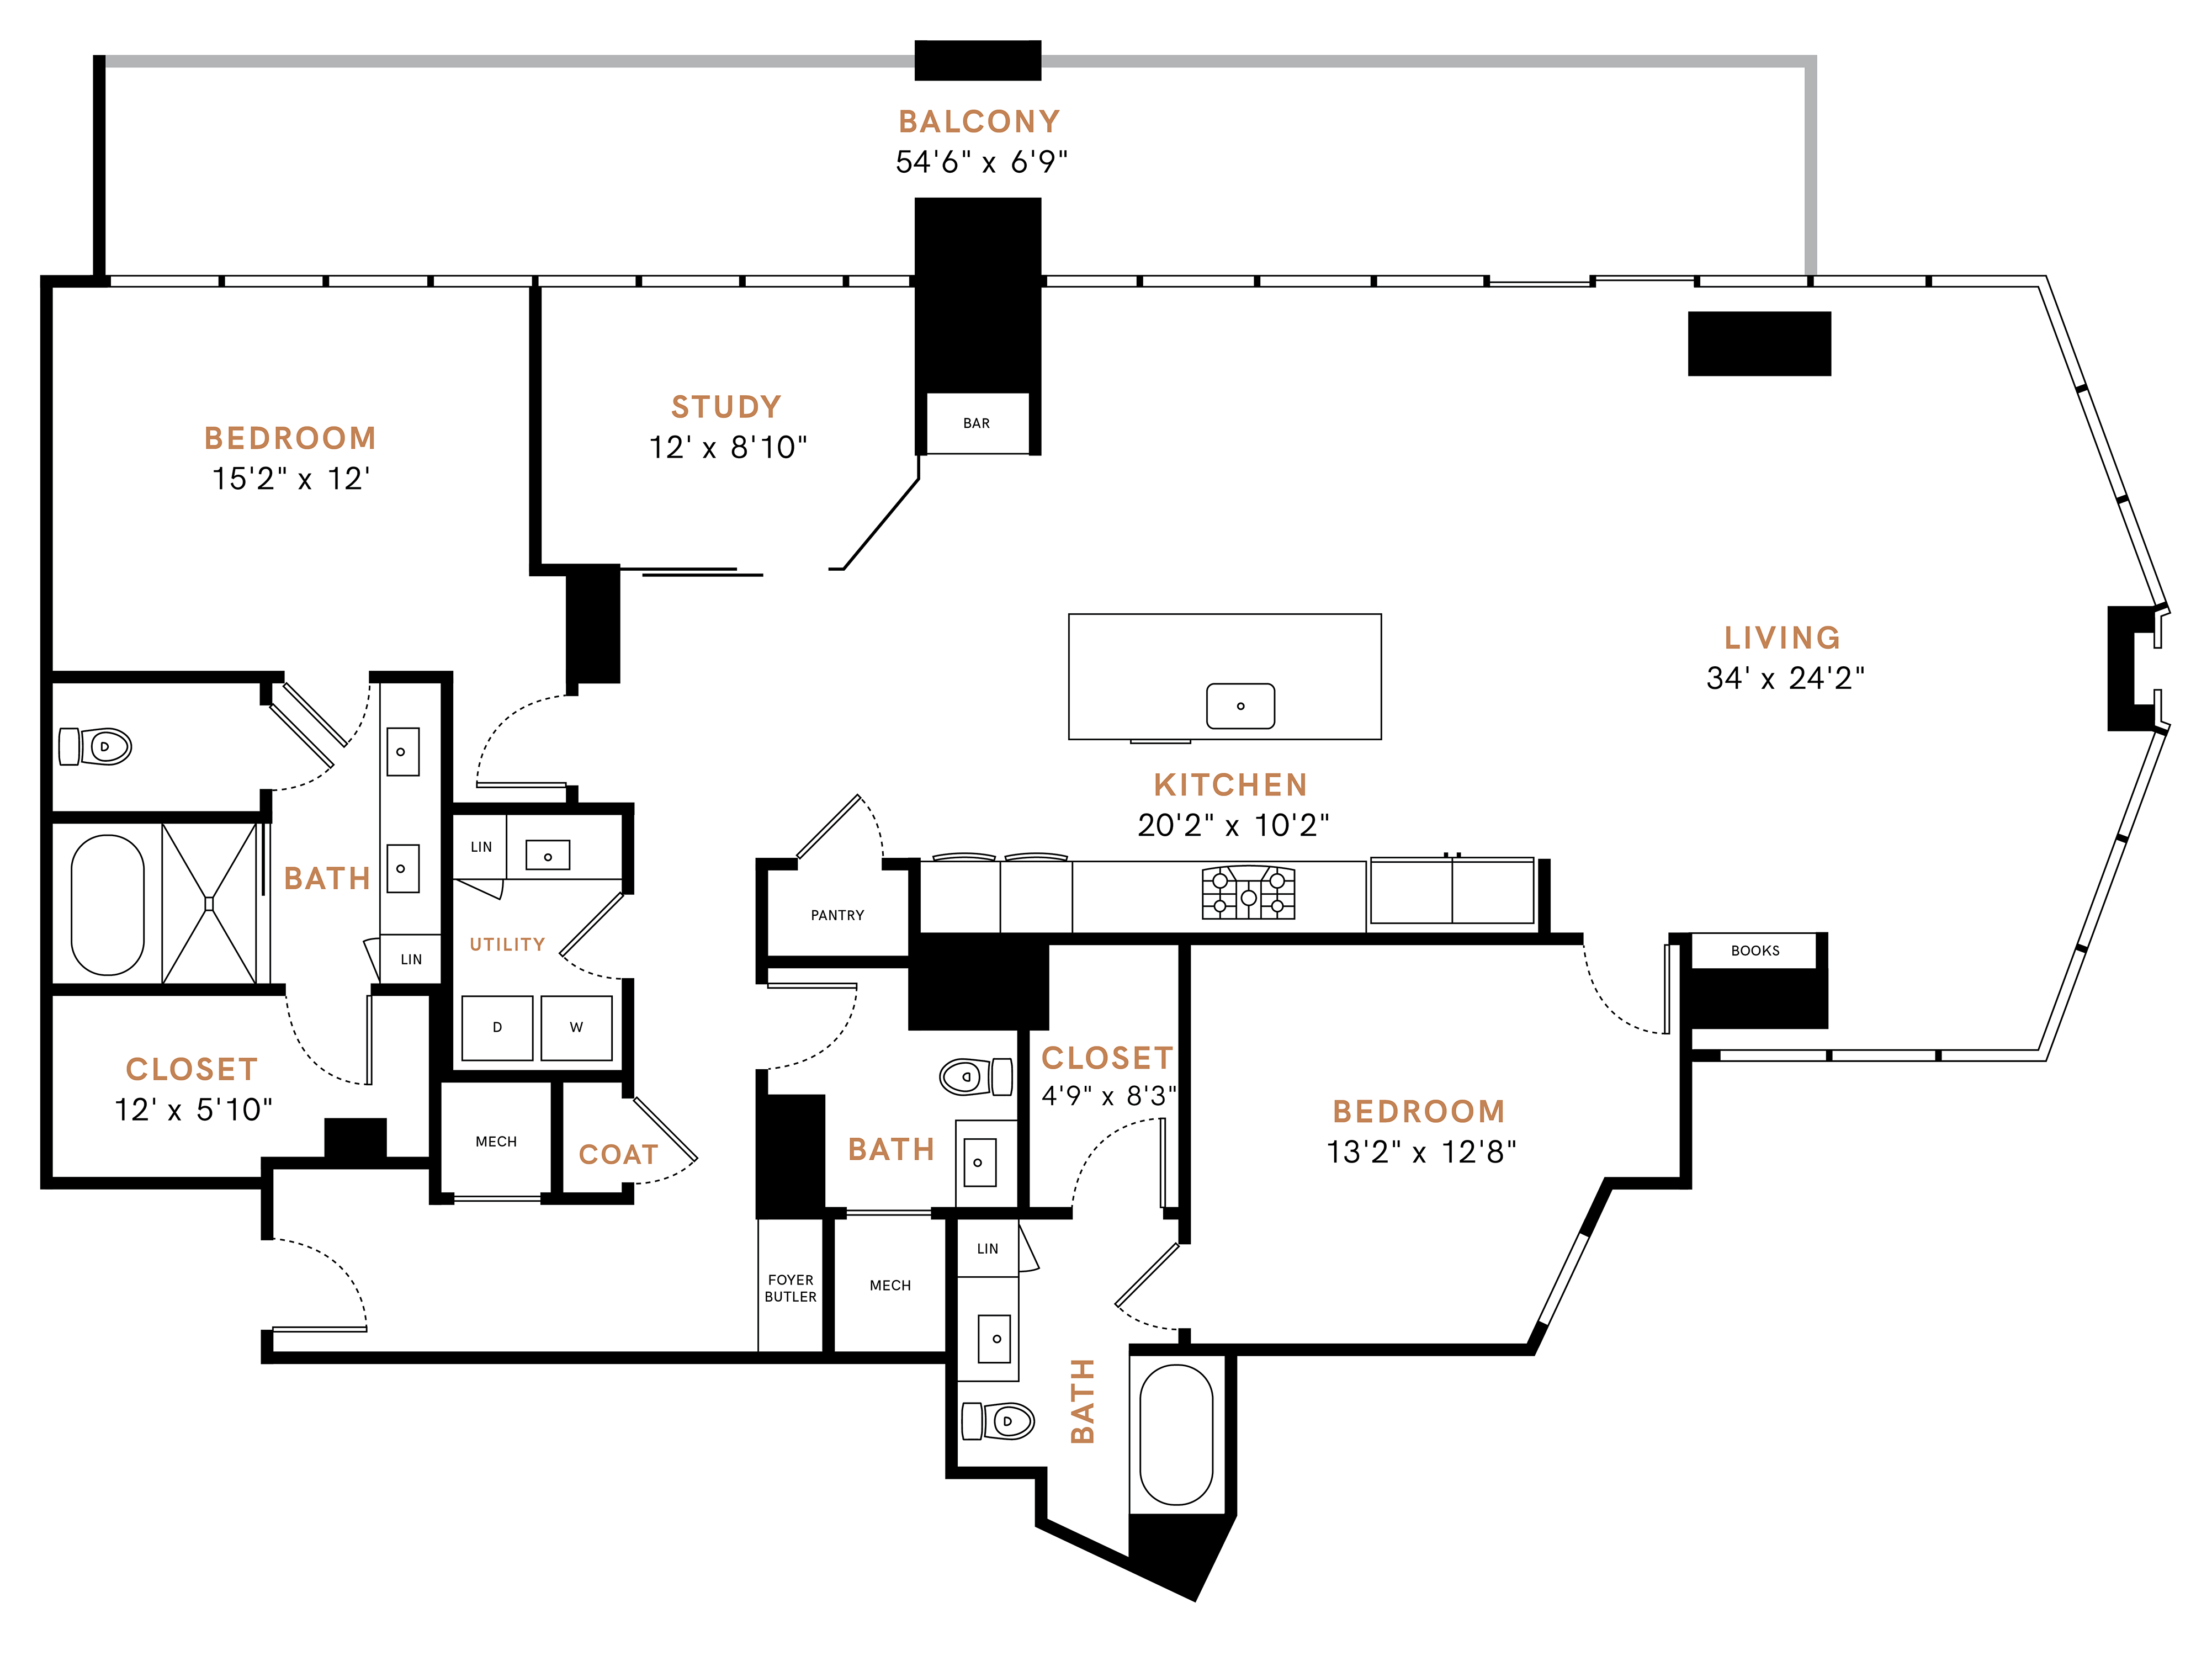 BALCONY
54'6" x 6'9"
BEDROOM
15'2" x 12'
STUDY
12' x 8'10"
BAR
LIVING
34' x 24'2"
KITCHEN
20'2" x 10'2"
BATH
LIN
LIN
UTILITY
D
W
PANTRY
BOOKS
CLOSET
12' x 5'10"
MECH
COAT
BATH
CLOSET
4'9" x 8'3"
BEDROOM
13'2" x 12'8"
FOYER
BUTLER
MECH
LIN
BATH